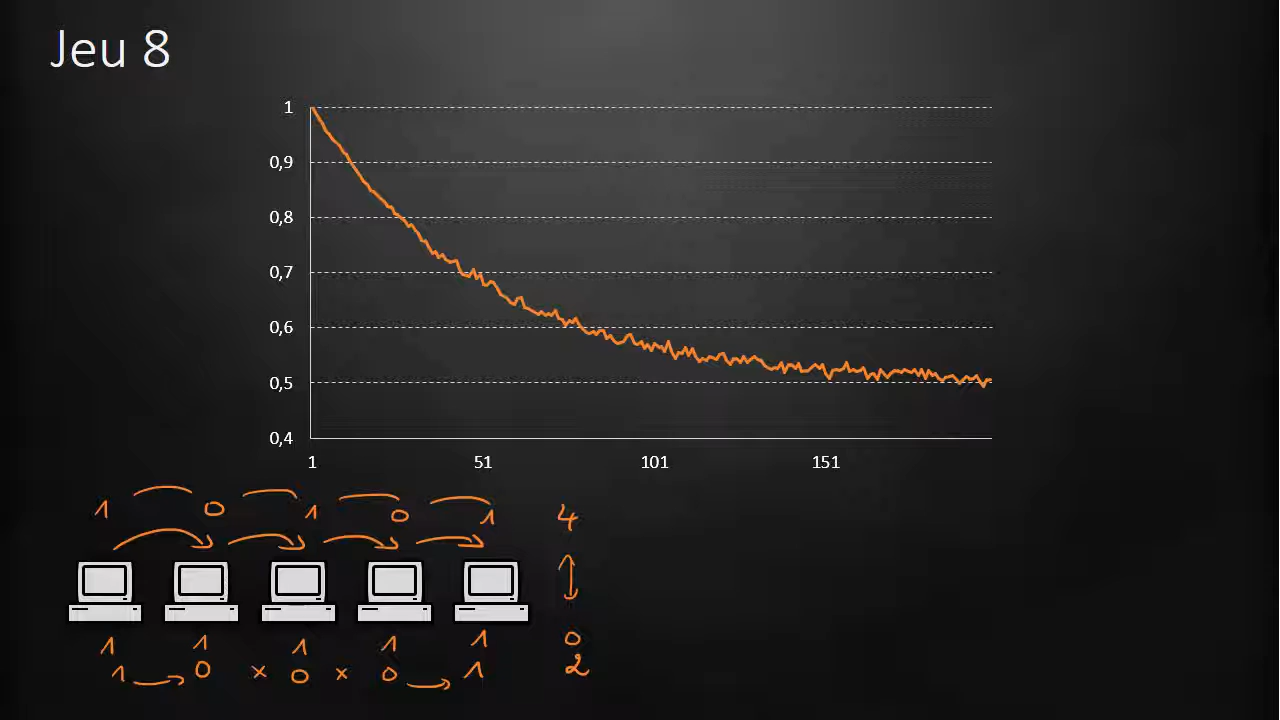 Jeu 8
1
0,9
0,8
0,7
0,6
0,5
0,4
1 51 101 151
1 0 1 0 1 4
1 1 1 1 1 0
1 0 × 0 × 0 1 2